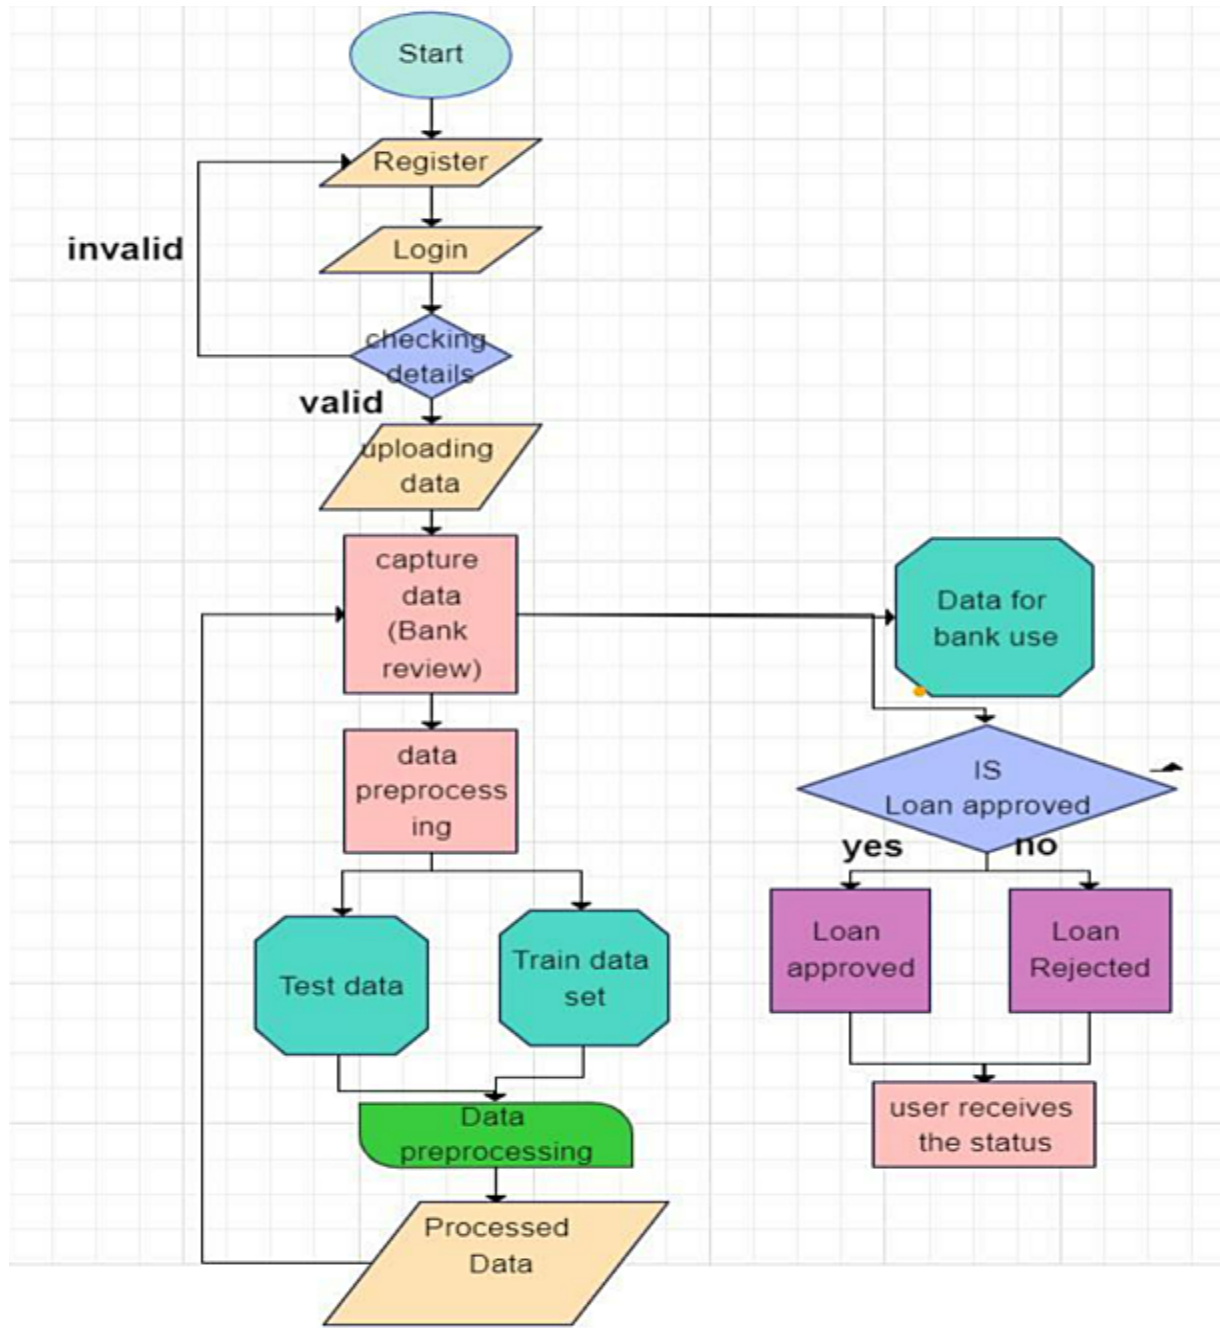 Start
Register
invalid
Login
checking
details
valid
uploading
data
capture
data
(Bank
review)
Data for
bank use
data
preprocess
ing
IS
Loan approved
yes
no
Test data
Train data
set
Loan
approved
Loan
Rejected
Data
preprocessing
user receives
the status
Processed
Data